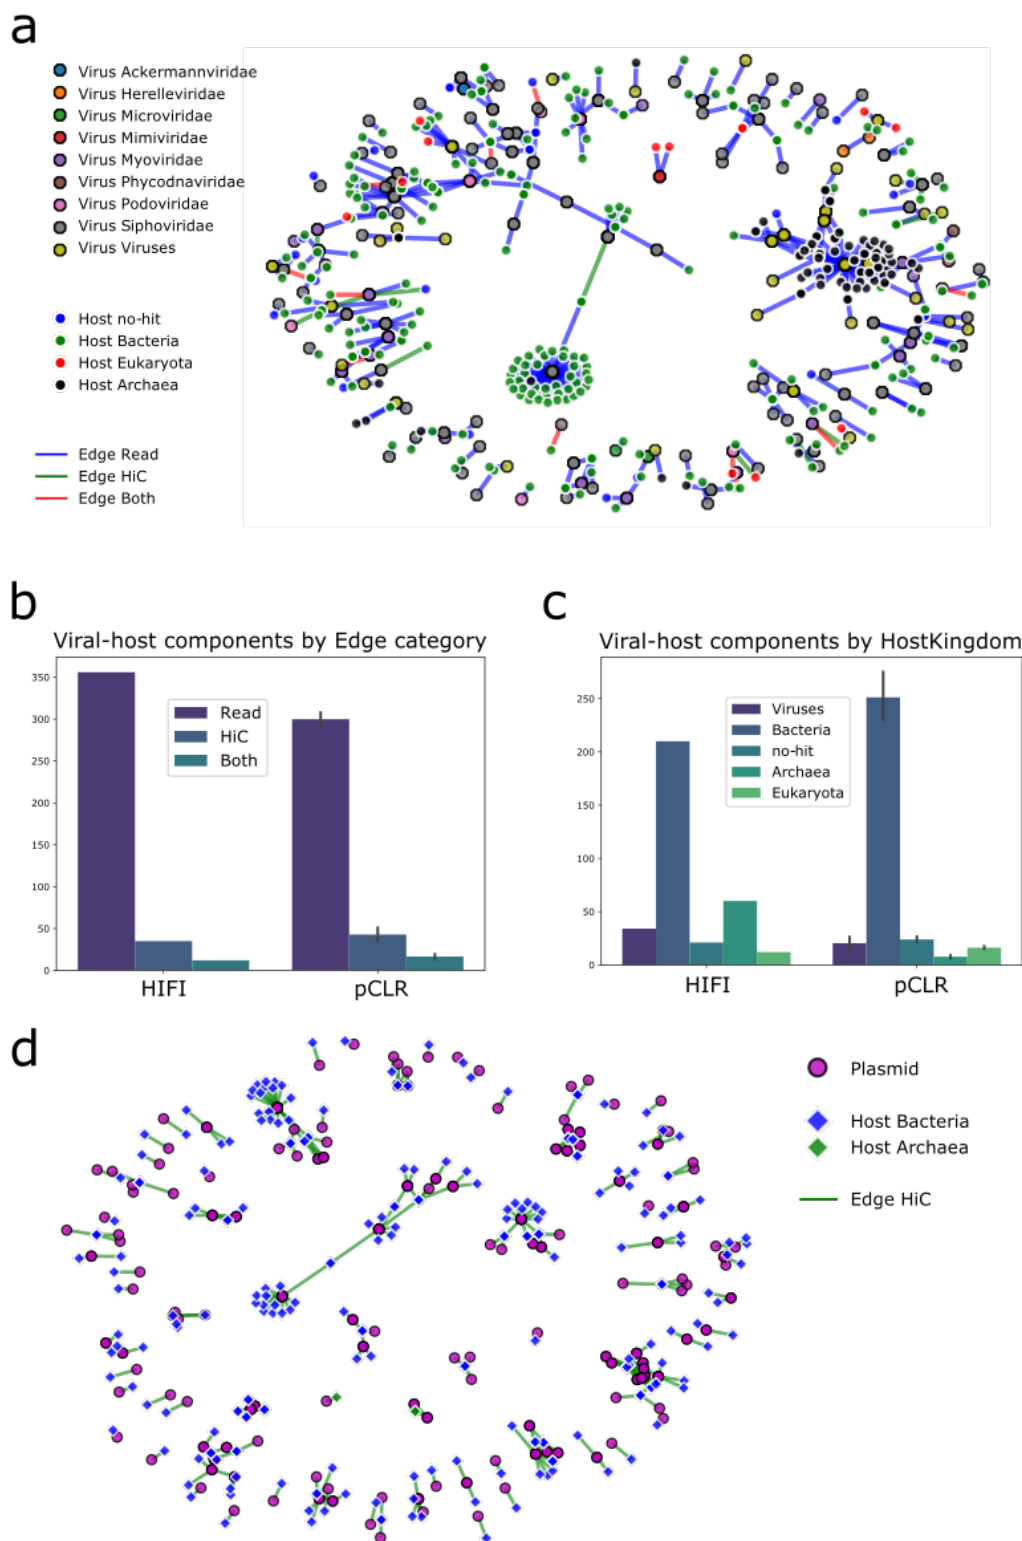 a
Virus Ackermannviridae
Virus Herelleviridae
Virus Microviridae
Virus Mimiviridae
Virus Myoviridae
Virus Phycodnaviridae
Virus Podoviridae
Virus Siphoviridae
Virus Viruses
Host no-hit
Host Bacteria
Host Eukaryota
Host Archaea
Edge Read
Edge HiC
Edge Both
b
Viral-host components by Edge category
350
300
250
200
150
100
50
0
Read
HiC
Both
HIFI
pCLR
c
Viral-host components by HostKingdom
250
200
150
100
50
0
Viruses
Bacteria
no-hit
Archaea
Eukaryota
HIFI
pCLR
d
Plasmid
Host Bacteria
Host Archaea
Edge HiC